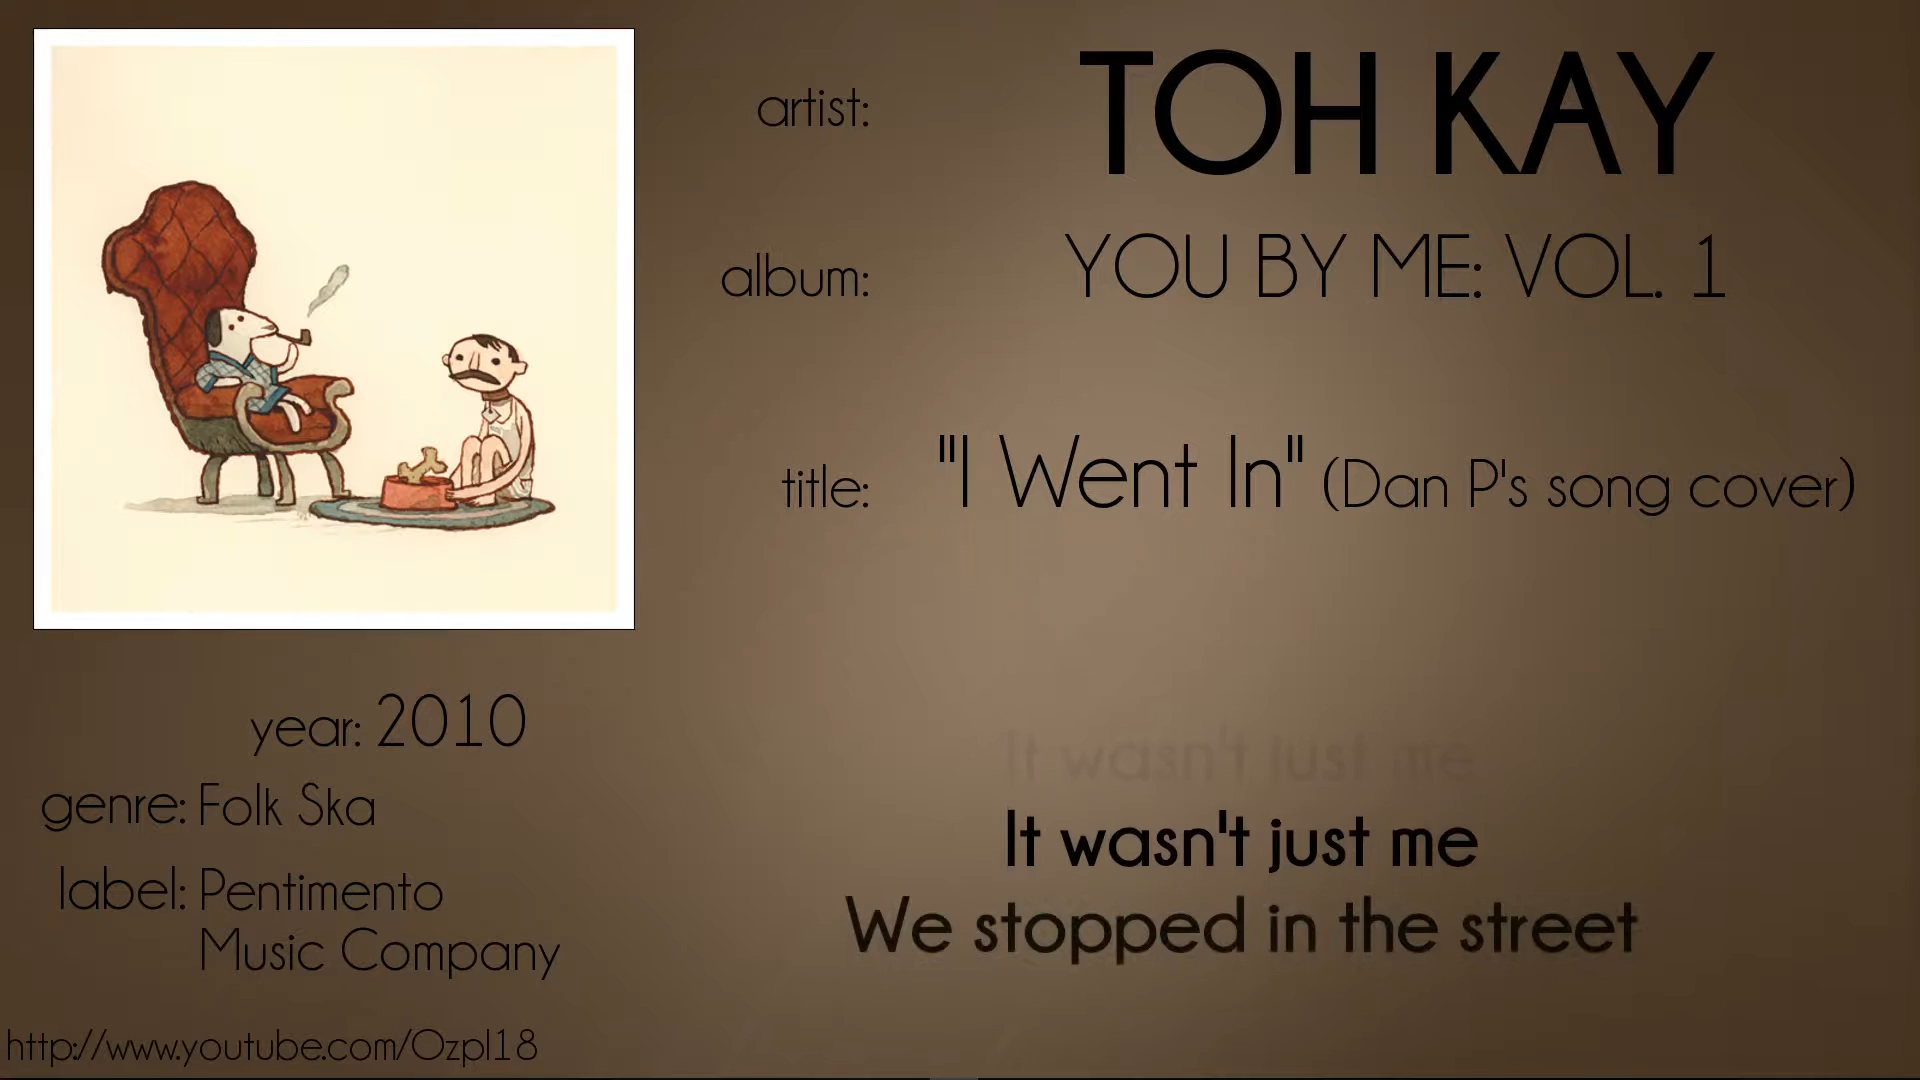 artist: TOH KAY
album: YOU BY ME: VOL. 1
title: "I Went In" (Dan P's song cover)
year: 2010
genre: Folk Ska
label: Pentimento
Music Company
It wasn't just me
It wasn't just me
We stopped in the street
http://www.youtube.com/Ozpl18